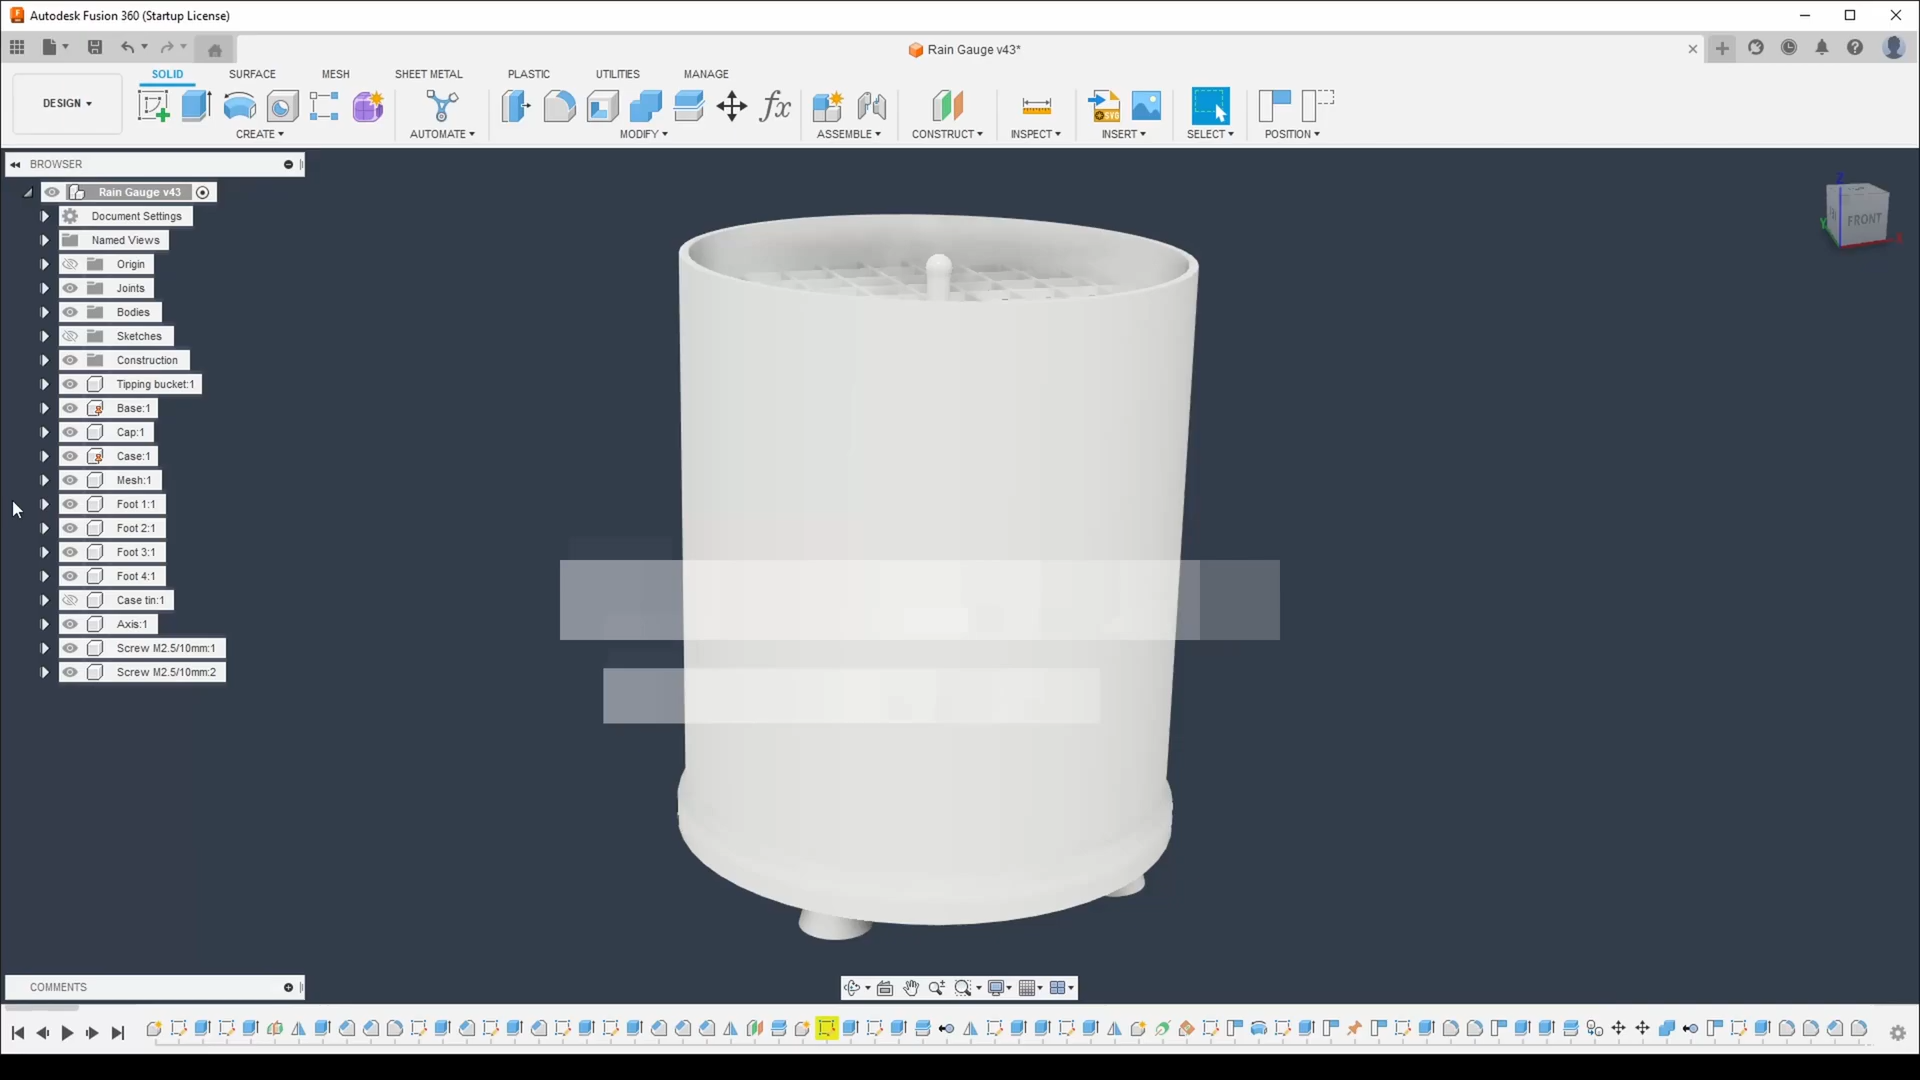 Autodesk Fusion 360 (Startup License)
Rain Gauge v43*
SOLID SURFACE MESH SHEET METAL PLASTIC UTILITIES MANAGE
DESIGN
CREATE AUTOMATE MODIFY ASSEMBLE CONSTRUCT INSPECT INSERT SELECT POSITION
BROWSER
Rain Gauge v43
Document Settings
Named Views
Origin
Joints
Bodies
Sketches
Construction
Tipping bucket:1
Base:1
Cap:1
Case:1
Mesh:1
Foot 1:1
Foot 2:1
Foot 3:1
Foot 4:1
Case tin:1
Axis:1
Screw M2.5/10mm:1
Screw M2.5/10mm:2
Z
FRONT
COMMENTS